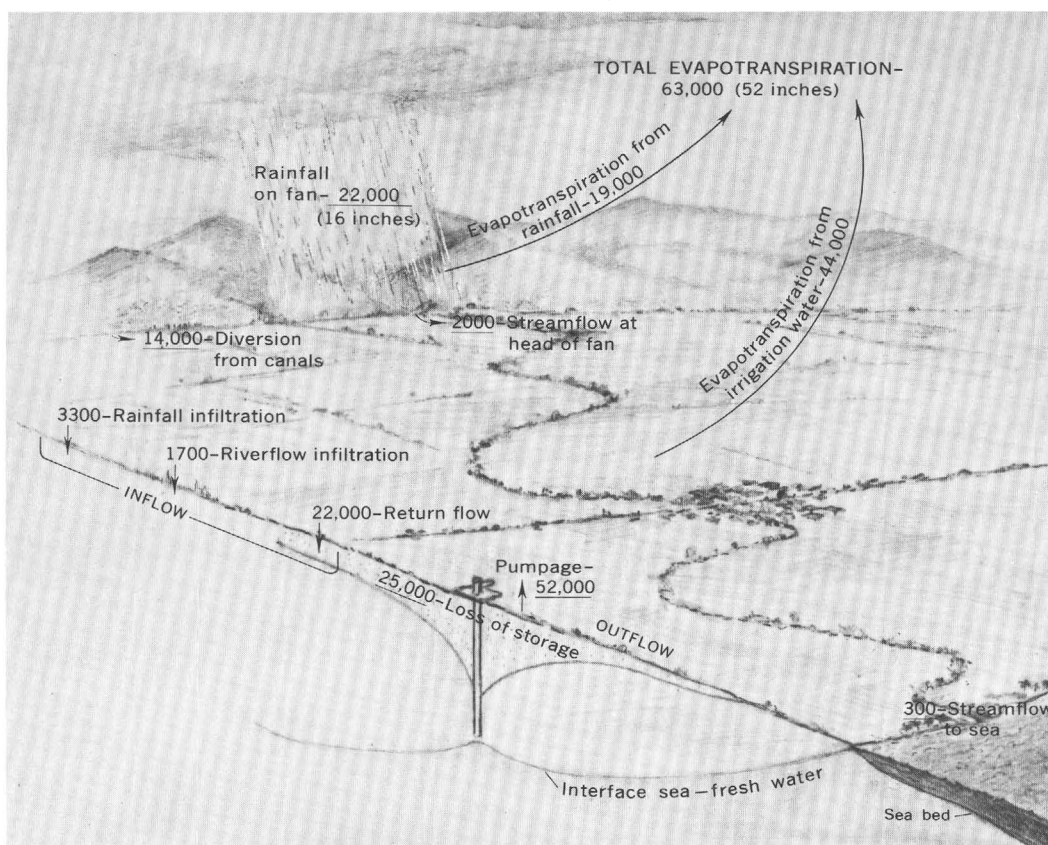 TOTAL EVAPOTRANSPIRATION–
63,000 (52 inches)
Rainfall
on fan– 22,000
(16 inches)
Evapotranspiration from
rainfall–19,000
Evapotranspiration from
irrigation water–44,000
2000–Streamflow at
head of fan
14,000–Diversion
from canals
3300–Rainfall infiltration
1700–Riverflow infiltration
INFLOW
22,000–Return flow
Pumpage–
52,000
25,000–Loss of storage
OUTFLOW
300–Streamflow
to sea
Interface sea–fresh water
Sea bed